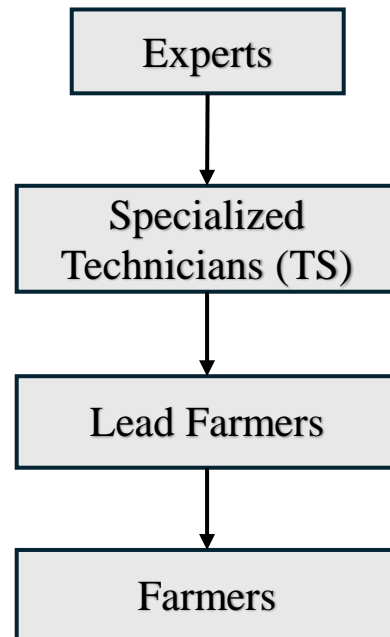 Experts
Specialized
Technicians (TS)
Lead Farmers
Farmers